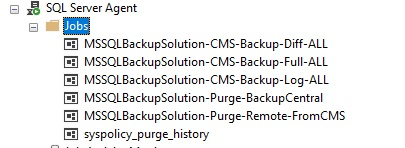 SQL Server Agent
Jobs
MSSQLBackupSolution-CMS-Backup-Diff-ALL
MSSQLBackupSolution-CMS-Backup-Full-ALL
MSSQLBackupSolution-CMS-Backup-Log-ALL
MSSQLBackupSolution-Purge-BackupCentral
MSSQLBackupSolution-Purge-Remote-FromCMS
syspolicy_purge_history